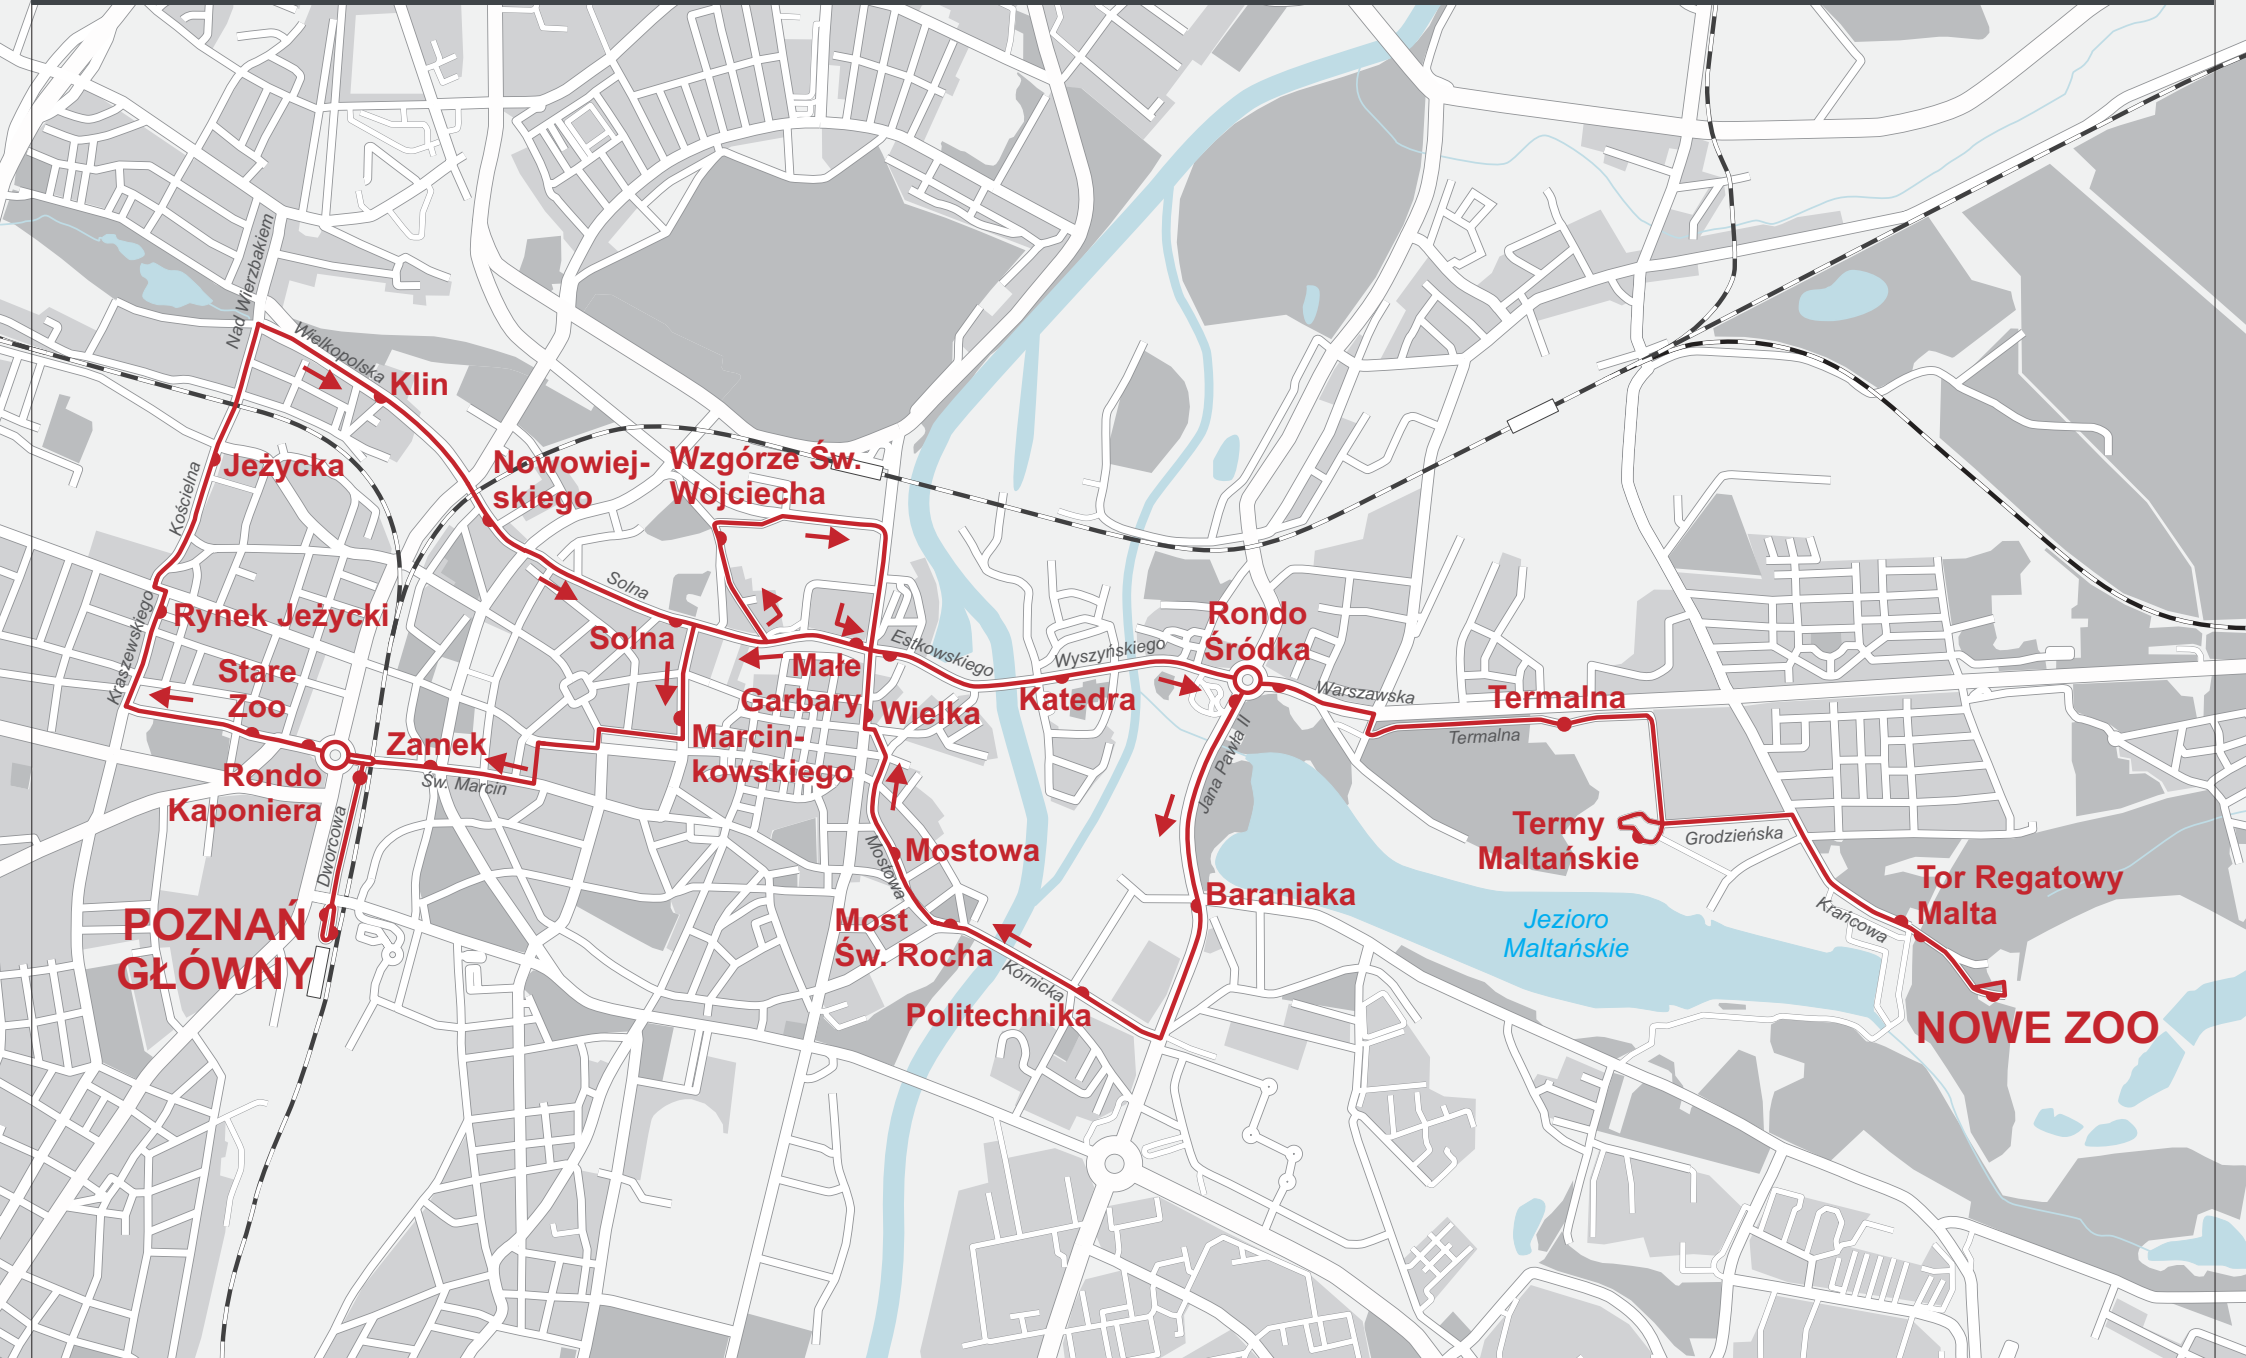 Nad Wierzbakiem
Wielkopolska
Klin
Jeżycka
Kościelna
Nowowiej-
skiego
Wzgórze Św.
Wojciecha
Solna
Solna
Rynek Jeżycki
Kraszewskiego
Stare
Zoo
Rondo
Kaponiera
Zamek
Św. Marcin
Dworcowa
POZNAŃ
GŁÓWNY
Marcin-
kowskiego
Małe
Garbary
Wielka
Estkowskiego
Wyszyńskiego
Katedra
Rondo
Śródka
Warszawska
Termalna
Termalna
Jana Pawła II
Mostowa
Mostowa
Most
Św. Rocha
Kórnicka
Politechnika
Baraniaka
Termy
Maltańskie
Grodzieńska
Jezioro
Maltańskie
Tor Regatowy
Malta
Krańcowa
NOWE ZOO